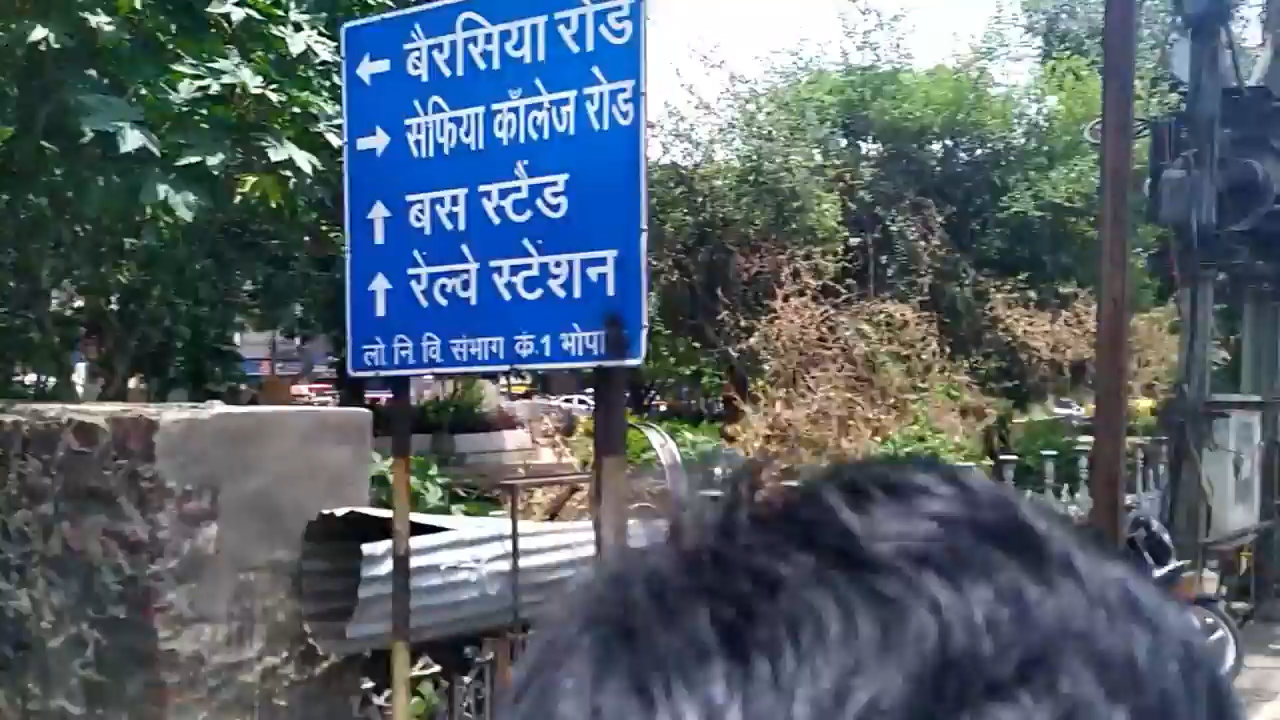 ← बैरसिया रोड
→ सेफिया कॉलेज रोड
↑ बस स्टैंड
↑ रेल्वे स्टेशन
लो नि वि संभाग कं.1